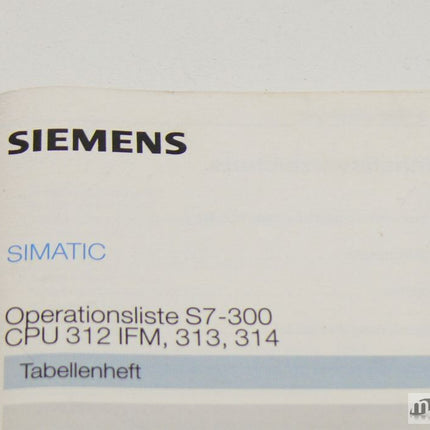 SIEMENS
SIMATIC
Operationsliste S7-300
CPU 312 IFM, 313, 314
Tabellenheft